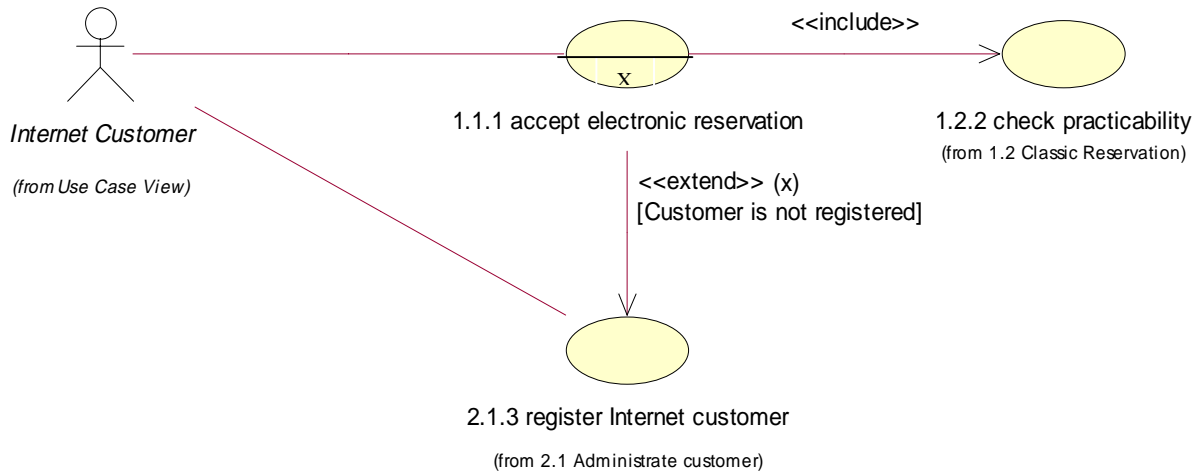 <<include>>
x
Internet Customer
(from Use Case View)
1.1.1 accept electronic reservation
1.2.2 check practicability
(from 1.2 Classic Reservation)
<<extend>> (x)
[Customer is not registered]
2.1.3 register Internet customer
(from 2.1 Administrate customer)